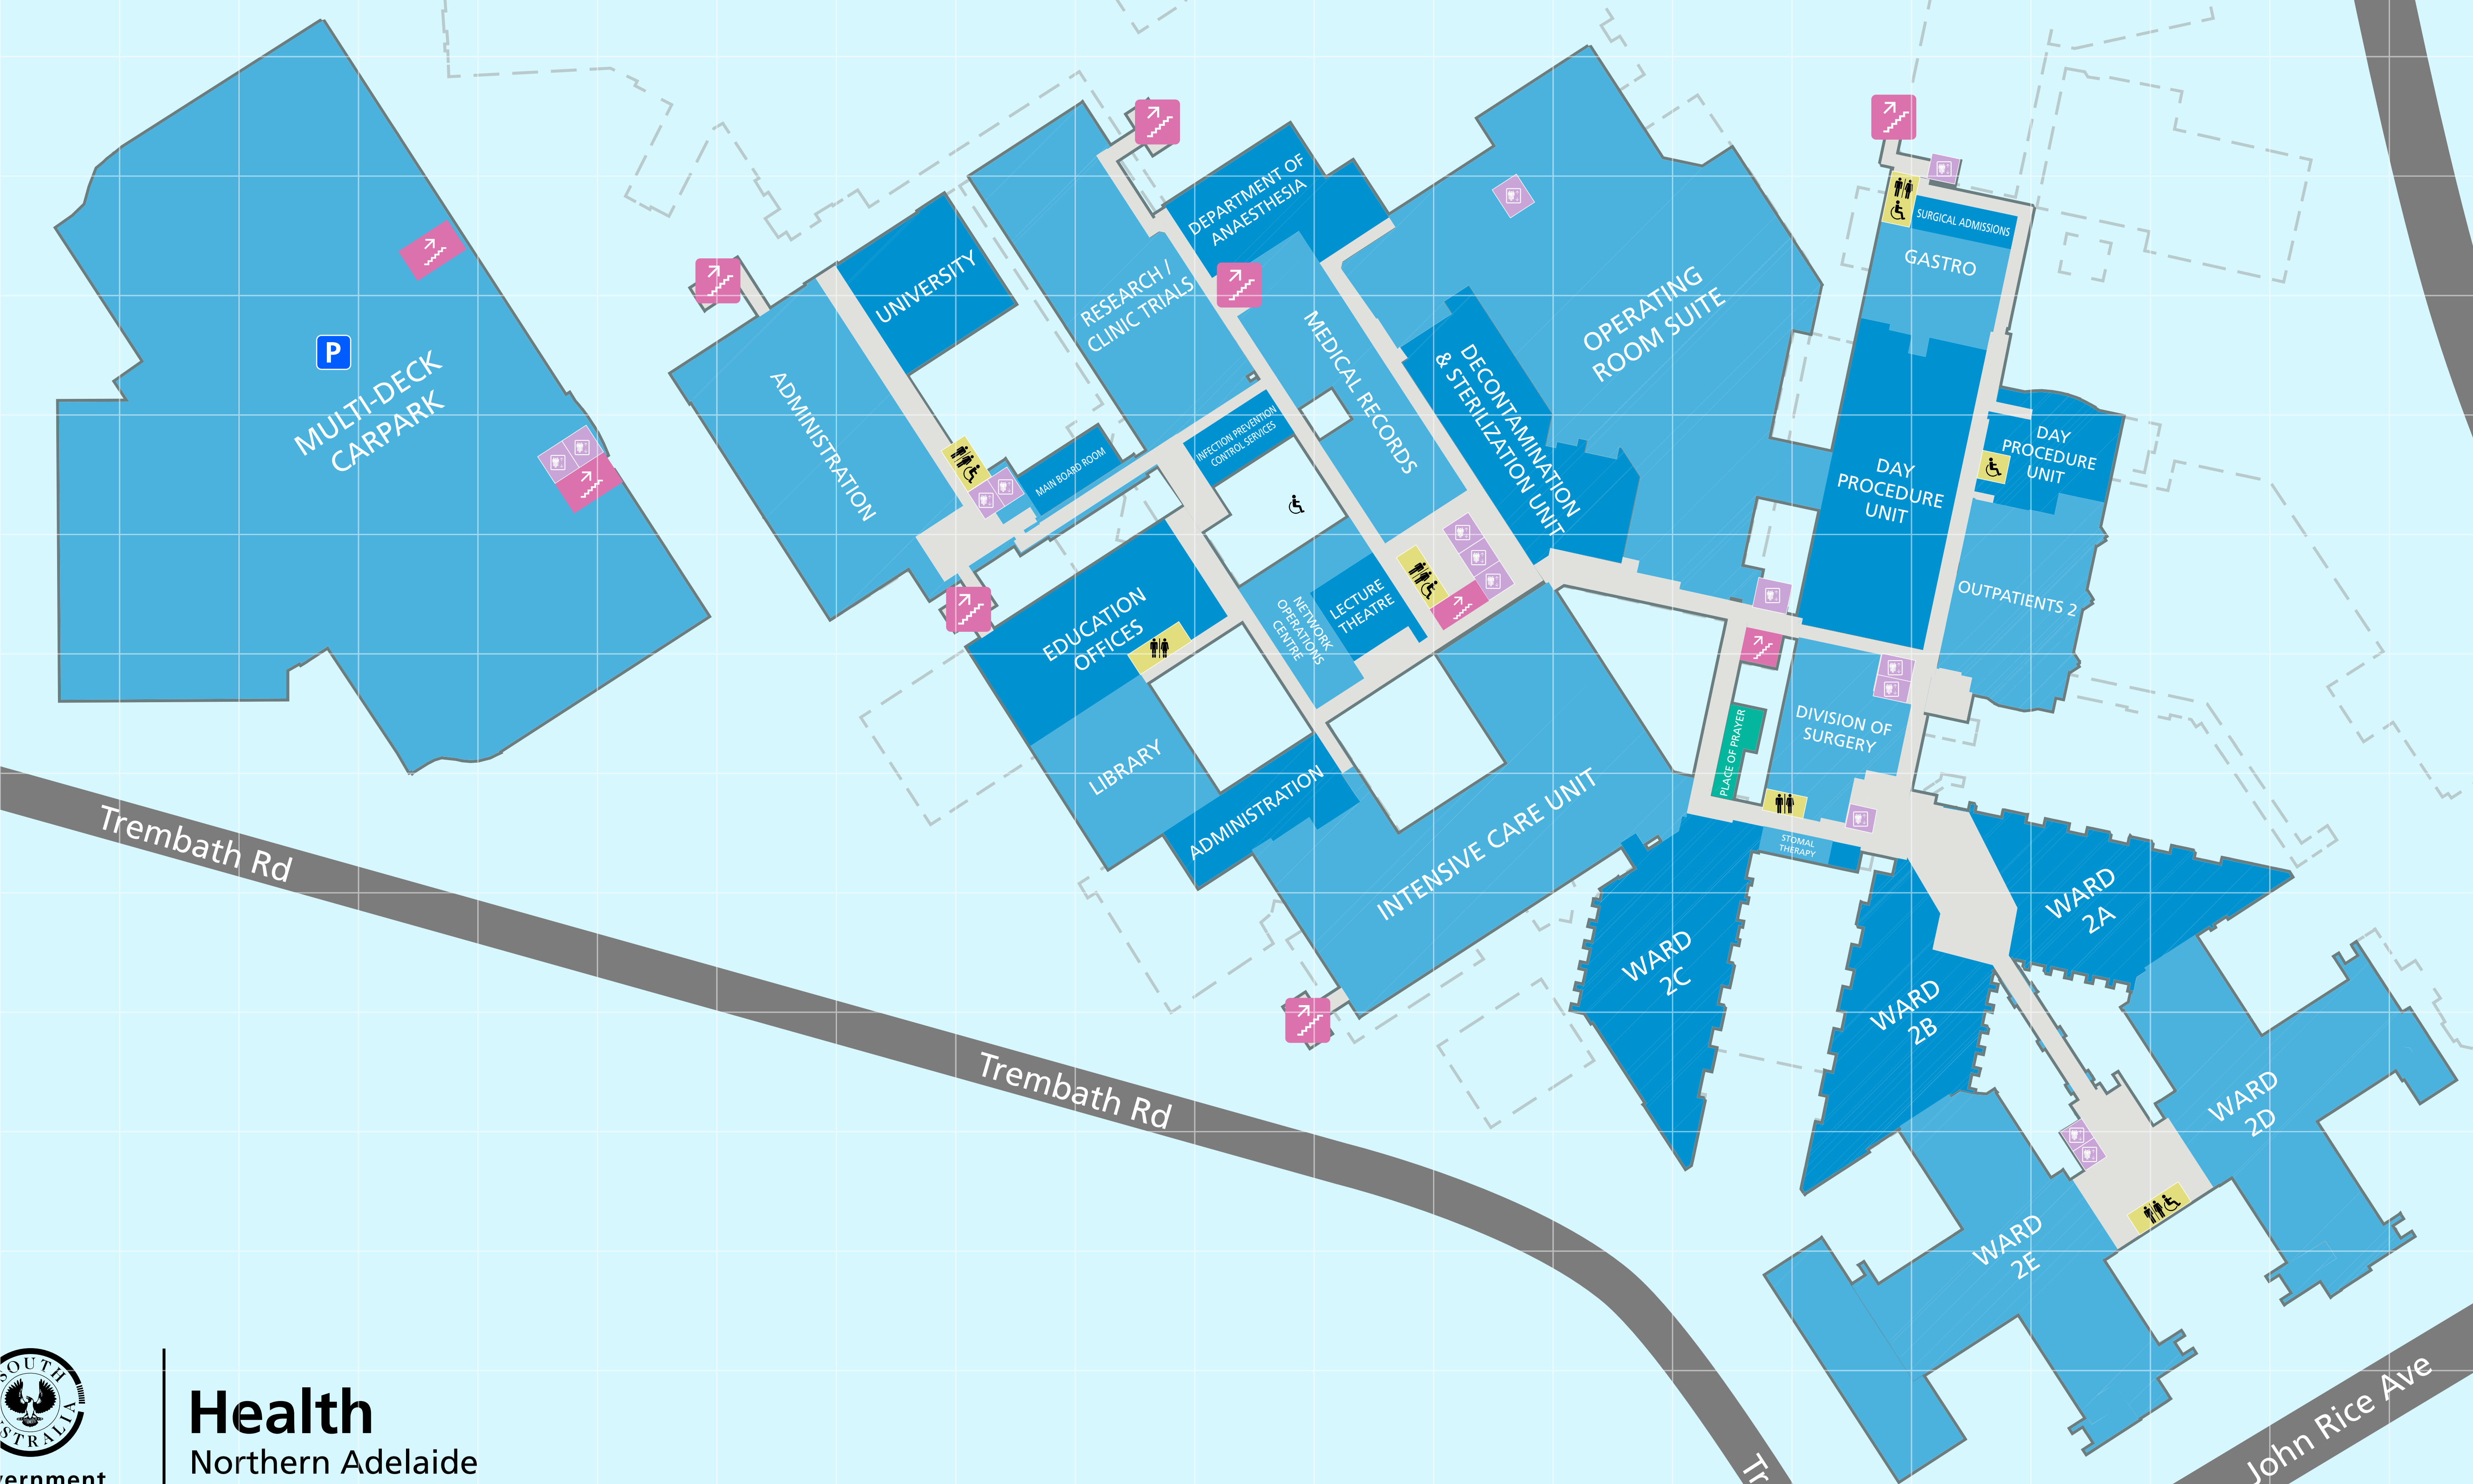 MULTI-DECK
CARPARK
P
UNIVERSITY
ADMINISTRATION
RESEARCH /
CLINIC TRIALS
DEPARTMENT OF
ANAESTHESIA
MEDICAL RECORDS
MAIN BOARD ROOM
INFECTION PREVENTION
CONTROL SERVICES
DECONTAMINATION
& STERILIZATION UNIT
OPERATING
ROOM SUITE
SURGICAL ADMISSIONS
GASTRO
DAY
PROCEDURE
UNIT
DAY
PROCEDURE
UNIT
OUTPATIENTS 2
EDUCATION
OFFICES
NETWORK
OPERATIONS
CENTRE
LECTURE
THEATRE
LIBRARY
ADMINISTRATION
INTENSIVE CARE UNIT
PLACE OF PRAYER
DIVISION OF
SURGERY
STOMAL
THERAPY
WARD
2A
WARD
2B
WARD
2C
WARD
2D
WARD
2E
Trembath Rd
Trembath Rd
Tr
John Rice Ave
SOUTH
STRALIA
vernment
Health
Northern Adelaide